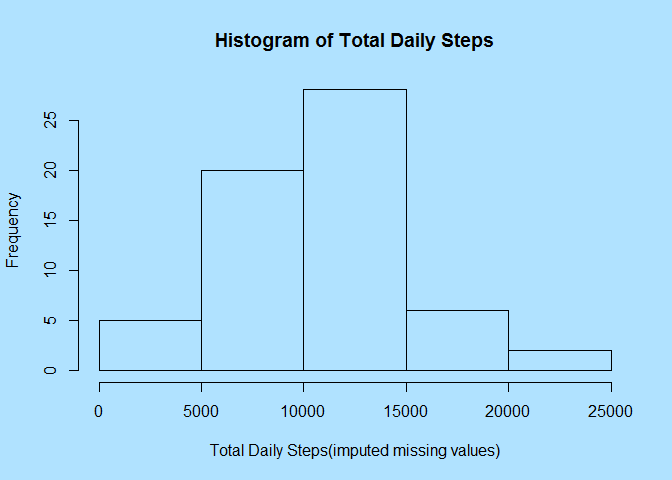 Histogram of Total Daily Steps
Frequency
25
20
15
10
5
0
0 5000 10000 15000 20000 25000
Total Daily Steps(imputed missing values)